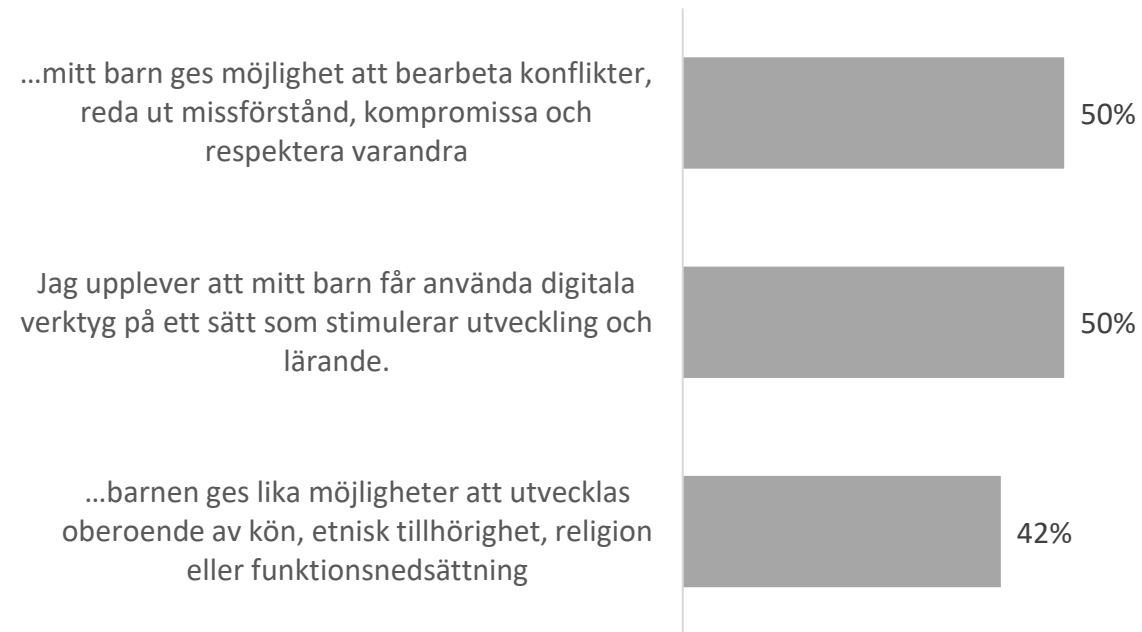 …mitt barn ges möjlighet att bearbeta konflikter,
reda ut missförstånd, kompromissa och
respektera varandra
50%
Jag upplever att mitt barn får använda digitala
verktyg på ett sätt som stimulerar utveckling och
lärande.
50%
…barnen ges lika möjligheter att utvecklas
oberoende av kön, etnisk tillhörighet, religion
eller funktionsnedsättning
42%